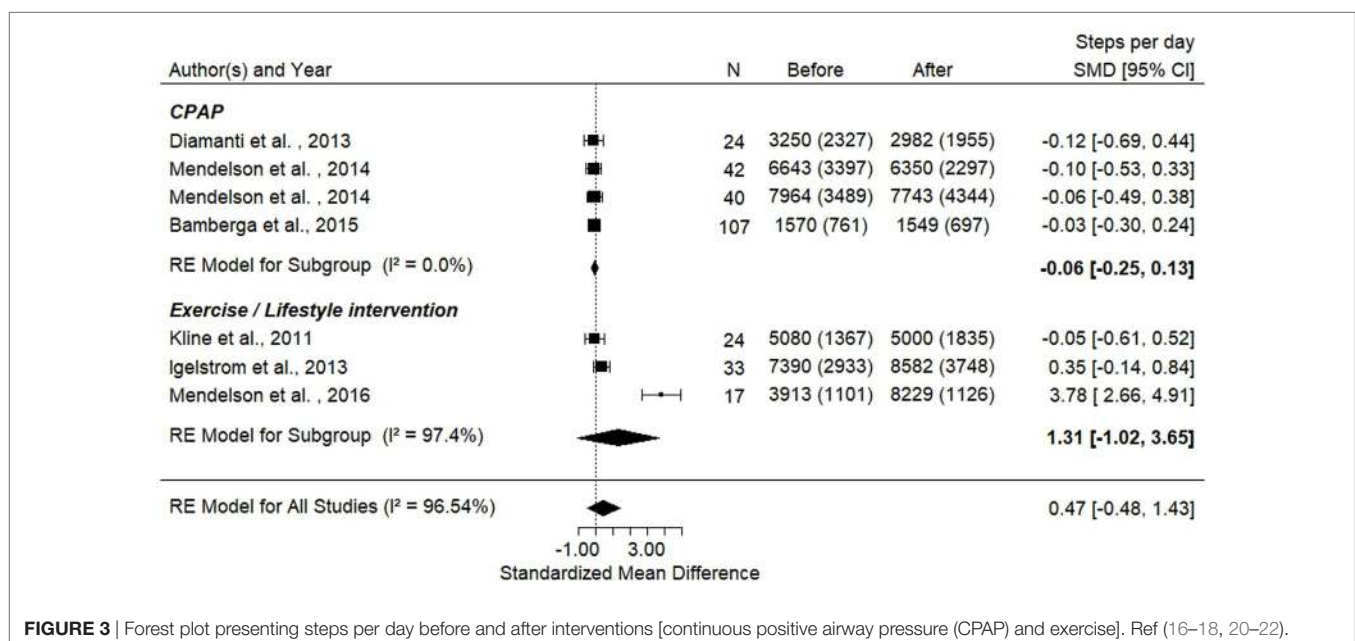 Steps per day
Author(s) and Year N Before After SMD [95% CI]
CPAP
Diamanti et al. , 2013 24 3250 (2327) 2982 (1955) -0.12 [-0.69, 0.44]
Mendelson et al. , 2014 42 6643 (3397) 6350 (2297) -0.10 [-0.53, 0.33]
Mendelson et al. , 2014 40 7964 (3489) 7743 (4344) -0.06 [-0.49, 0.38]
Bamberga et al., 2015 107 1570 (761) 1549 (697) -0.03 [-0.30, 0.24]
RE Model for Subgroup (I² = 0.0%) -0.06 [-0.25, 0.13]
Exercise / Lifestyle intervention
Kline et al., 2011 24 5080 (1367) 5000 (1835) -0.05 [-0.61, 0.52]
Igelstrom et al., 2013 33 7390 (2933) 8582 (3748) 0.35 [-0.14, 0.84]
Mendelson et al. , 2016 17 3913 (1101) 8229 (1126) 3.78 [ 2.66, 4.91]
RE Model for Subgroup (I² = 97.4%) 1.31 [-1.02, 3.65]
RE Model for All Studies (I² = 96.54%) 0.47 [-0.48, 1.43]
-1.00 3.00
Standardized Mean Difference
FIGURE 3 | Forest plot presenting steps per day before and after interventions [continuous positive airway pressure (CPAP) and exercise]. Ref (16–18, 20–22).